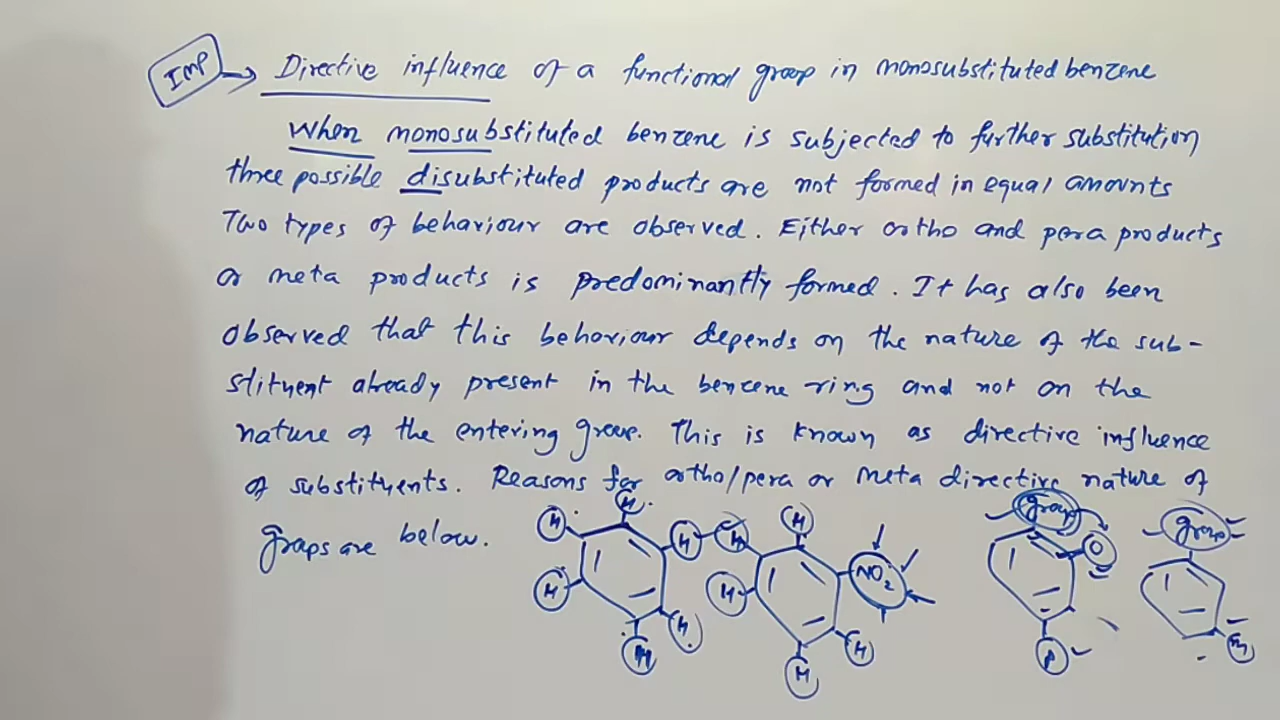 IMP → Directive influence of a functional group in monosubstituted benzene
When monosubstituted benzene is subjected to further substitution
three possible disubstituted products are not formed in equal amounts
Two types of behaviour are observed. Either ortho and para products
or meta products is predominantly formed. It has also been
observed that this behaviour depends on the nature of the sub-
stituent already present in the benzene ring and not on the
nature of the entering group. This is known as directive influence
of substituents. Reasons for ortho/para or meta directive nature of
groups are below.
H H H H H H
H H H H H NO2
group O P
group m